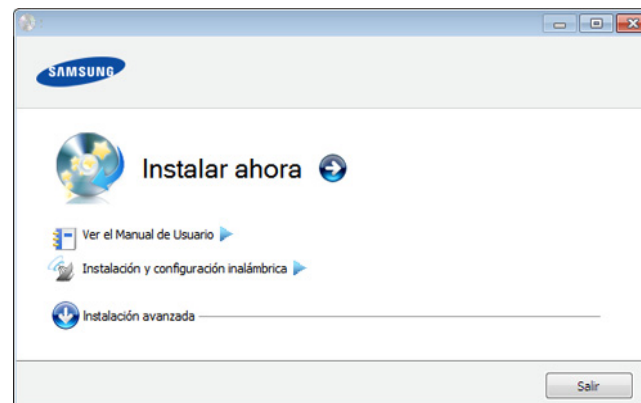 SAMSUNG
Instalar ahora
Ver el Manual de Usuario
Instalación y configuración inalámbrica
Instalación avanzada
Salir